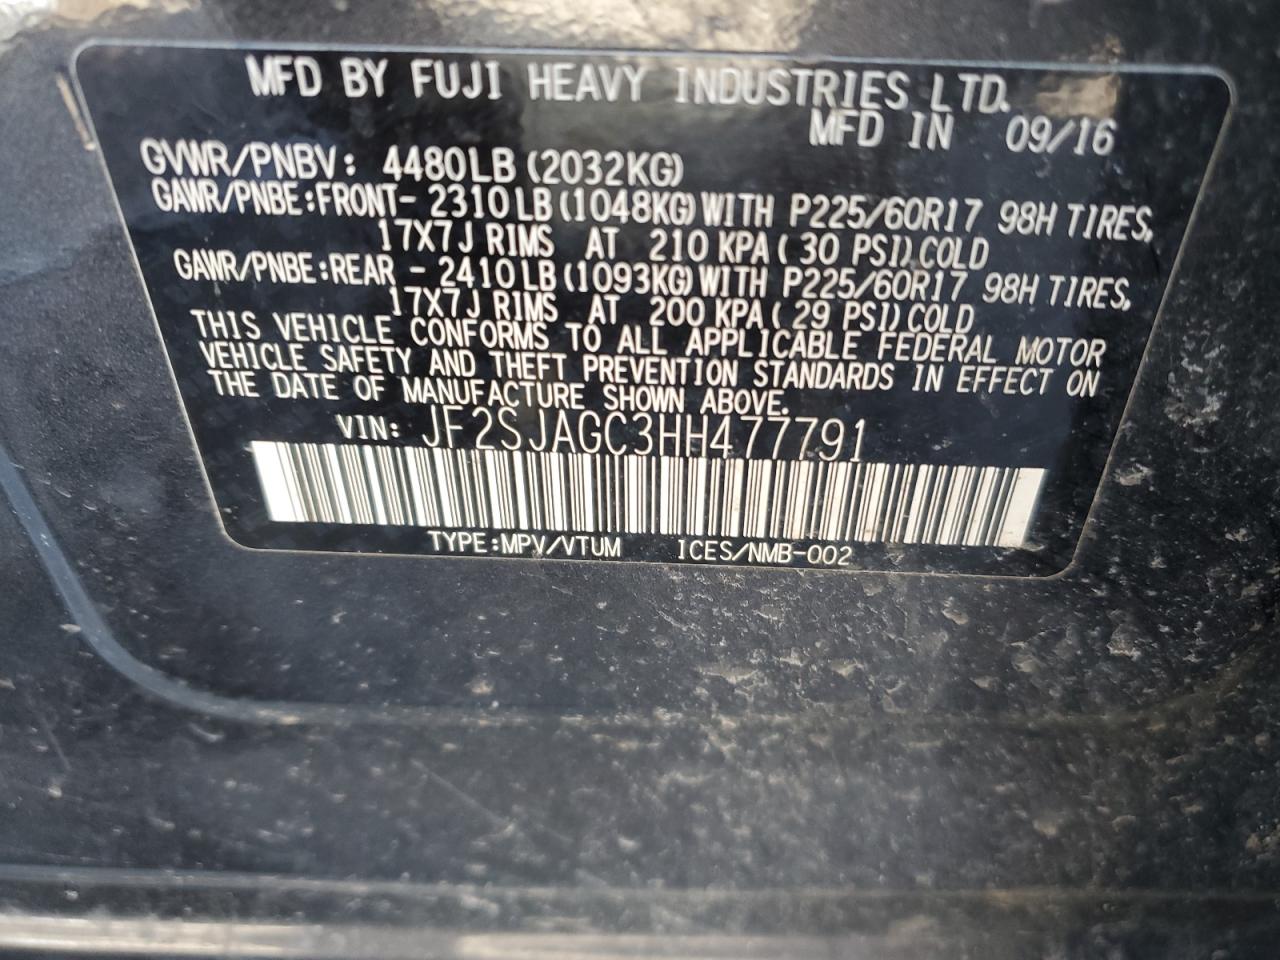 MFD BY FUJI HEAVY INDUSTRIES LTD.
MFD IN 09/16
GVWR/PNBV: 4480LB (2032KG)
GAWR/PNBE:FRONT- 2310LB (1048KG) WITH P225/60R17 98H TIRES,
17X7J RIMS AT 210 KPA ( 30 PSI) COLD
GAWR/PNBE:REAR - 2410LB (1093KG) WITH P225/60R17 98H TIRES,
17X7J RIMS AT 200 KPA ( 29 PSI) COLD
THIS VEHICLE CONFORMS TO ALL APPLICABLE FEDERAL MOTOR
VEHICLE SAFETY AND THEFT PREVENTION STANDARDS IN EFFECT ON
THE DATE OF MANUFACTURE SHOWN ABOVE.
VIN: JF2SJAGC3HH477791
TYPE:MPV/VTUM ICES/NMB-002